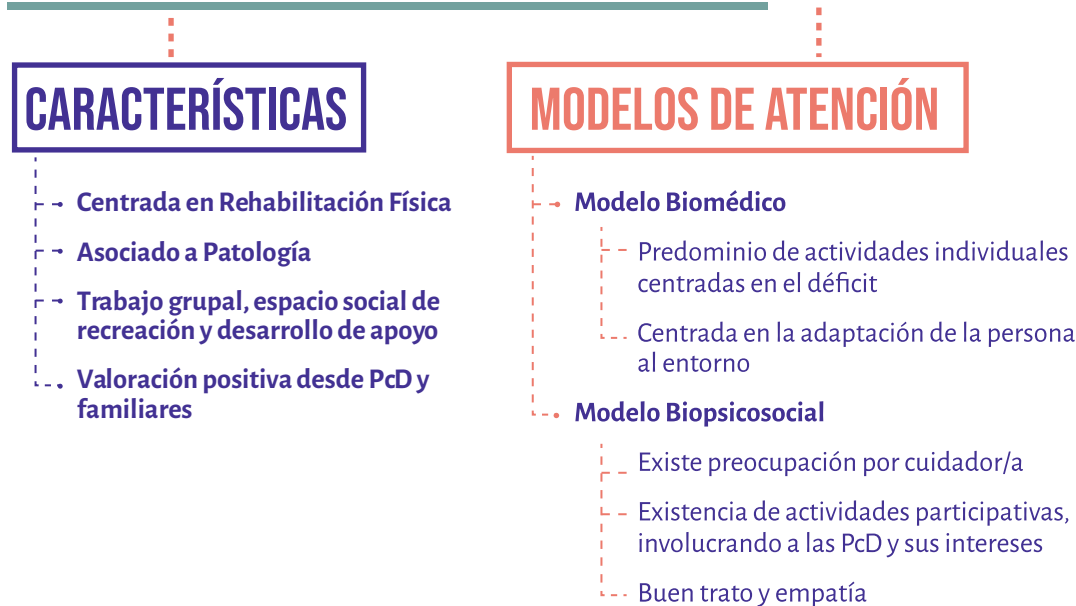 CARACTERÍSTICAS
Centrada en Rehabilitación Física
Asociado a Patología
Trabajo grupal, espacio social de
recreación y desarrollo de apoyo
Valoración positiva desde PcD y
familiares
MODELOS DE ATENCIÓN
Modelo Biomédico
Predominio de actividades individuales
centradas en el déficit
Centrada en la adaptación de la persona
al entorno
Modelo Biopsicosocial
Existe preocupación por cuidador/a
Existencia de actividades participativas,
involucrando a las PcD y sus intereses
Buen trato y empatía